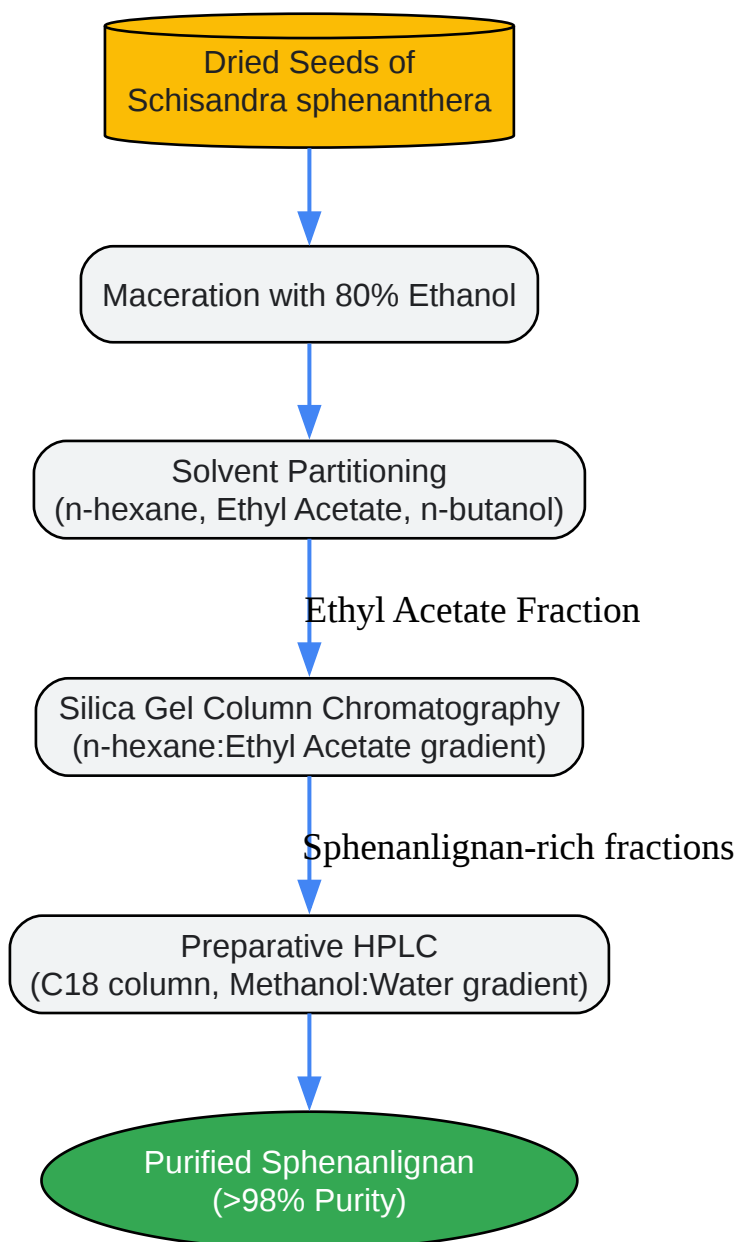 Dried Seeds of
Schisandra sphenanthera
Maceration with 80% Ethanol
Solvent Partitioning
(n-hexane, Ethyl Acetate, n-butanol)
Ethyl Acetate Fraction
Silica Gel Column Chromatography
(n-hexane:Ethyl Acetate gradient)
Sphenanlignan-rich fractions
Preparative HPLC
(C18 column, Methanol:Water gradient)
Purified Sphenanlignan
(>98% Purity)